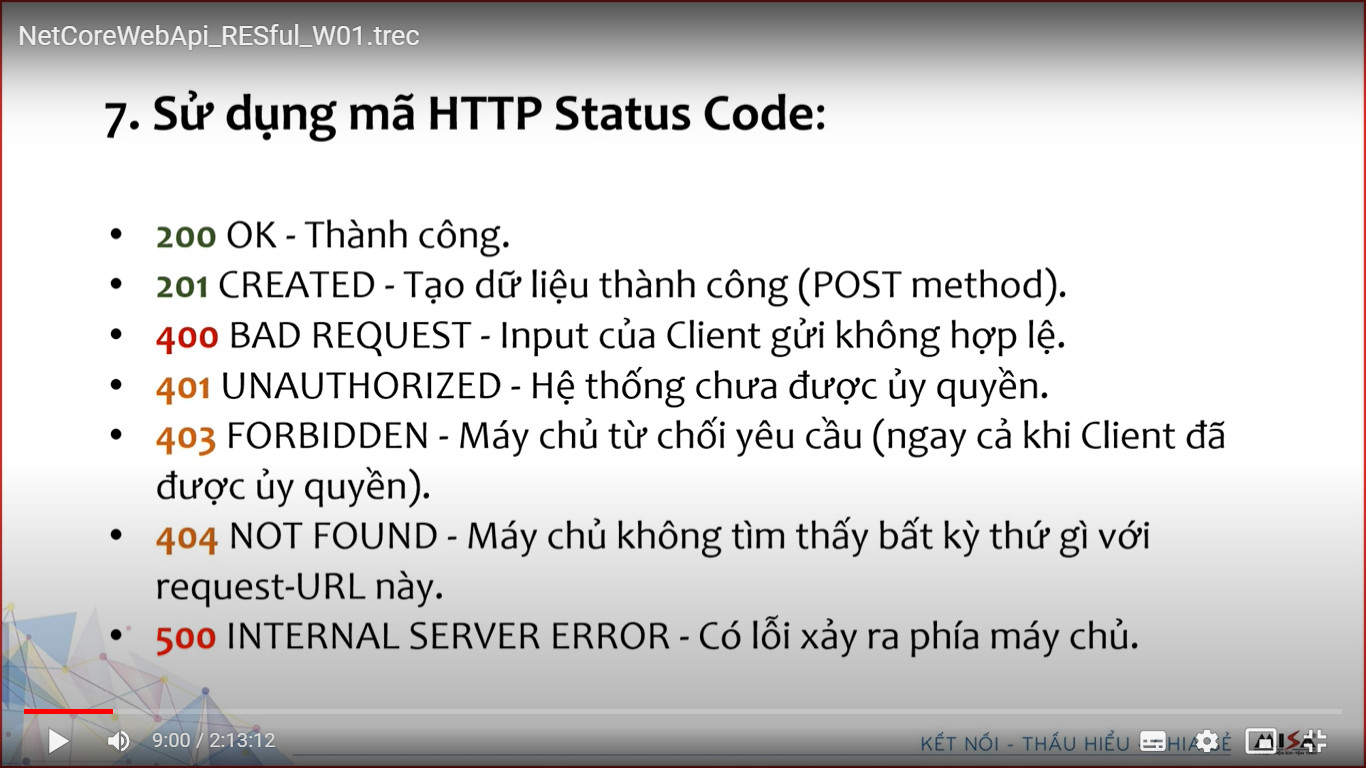 NetCoreWebApi_RESful_W01.trec
7. Sử dụng mã HTTP Status Code:
• 200 OK - Thành công.
• 201 CREATED - Tạo dữ liệu thành công (POST method).
• 400 BAD REQUEST - Input của Client gửi không hợp lệ.
• 401 UNAUTHORIZED - Hệ thống chưa được ủy quyền.
• 403 FORBIDDEN - Máy chủ từ chối yêu cầu (ngay cả khi Client đã
được ủy quyền).
• 404 NOT FOUND - Máy chủ không tìm thấy bất kỳ thứ gì với
request-URL này.
• 500 INTERNAL SERVER ERROR - Có lỗi xảy ra phía máy chủ.
9:00 / 2:13:12
KẾT NỐI - THẤU HIỂU
MISA